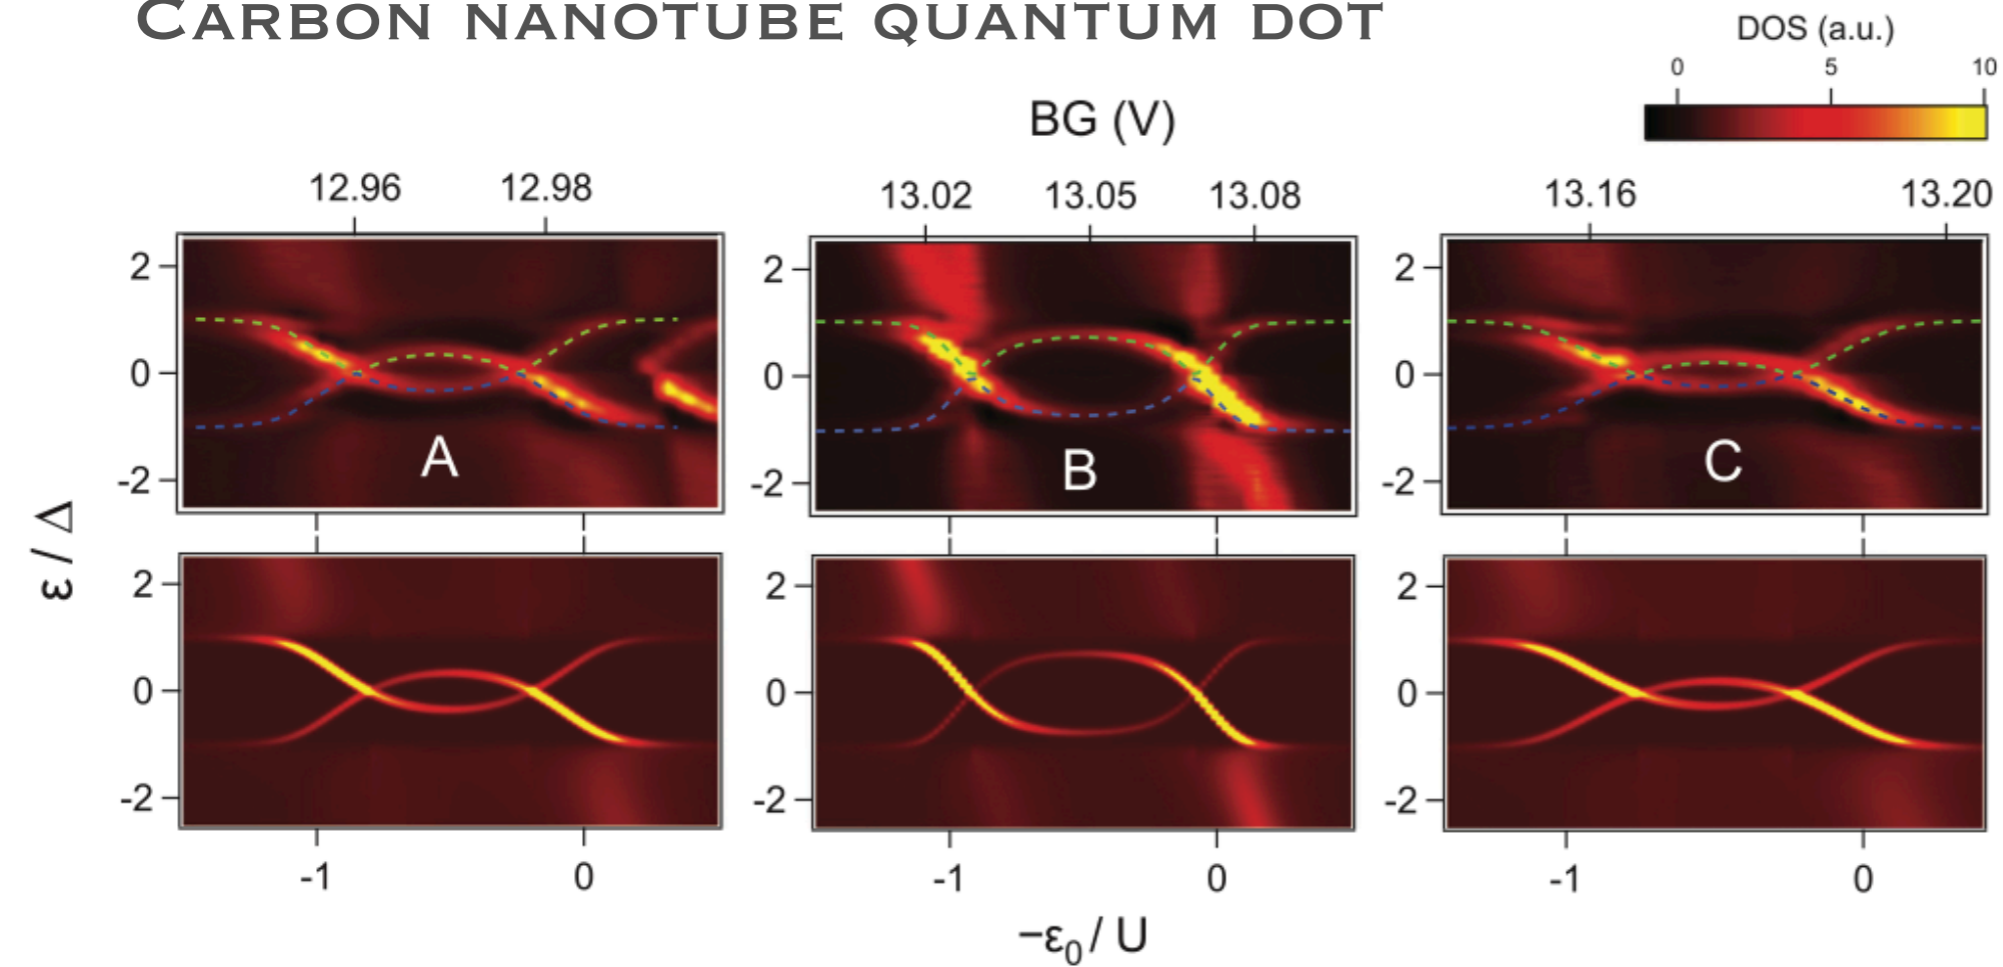 CARBON NANOTUBE QUANTUM DOT
DOS (a.u.)
0 5 10
BG (V)
12.96 12.98
13.02 13.05 13.08
13.16 13.20
2
0
-2
A
2
0
-2
B
2
0
-2
C
ε / Δ
2
0
-2
2
0
-2
2
0
-2
-1 0
-1 0
-1 0
−ε₀ / U